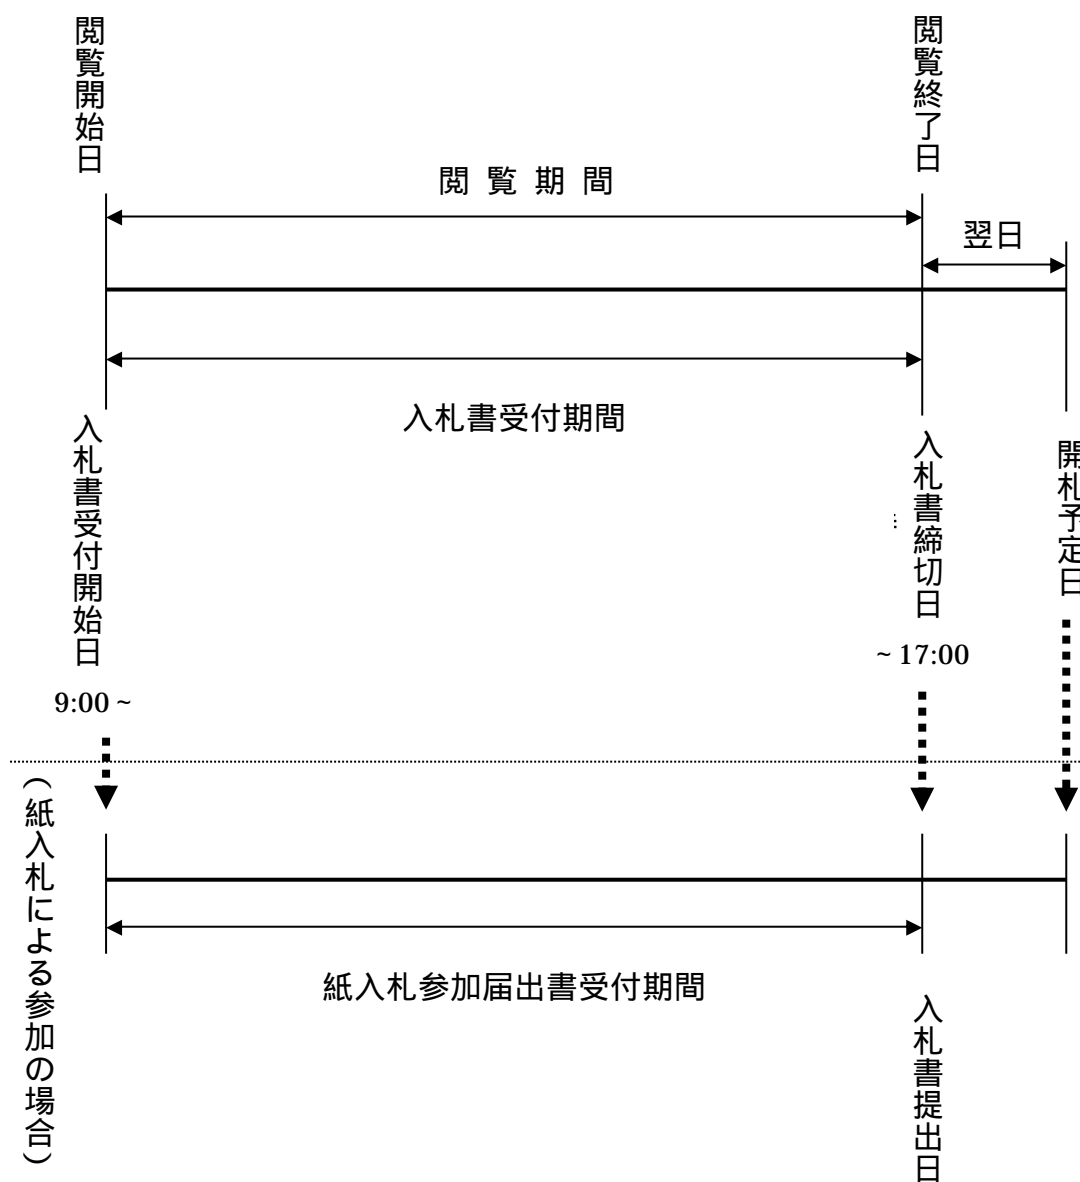 閲覧開始日
閲覧終了日
閲覧期間
翌日
入札書受付期間
入札書受付開始日
入札書締切日
開札予定日
9:00 ~
~ 17:00
(紙入札による参加の場合)
紙入札参加届出書受付期間
入札書提出日